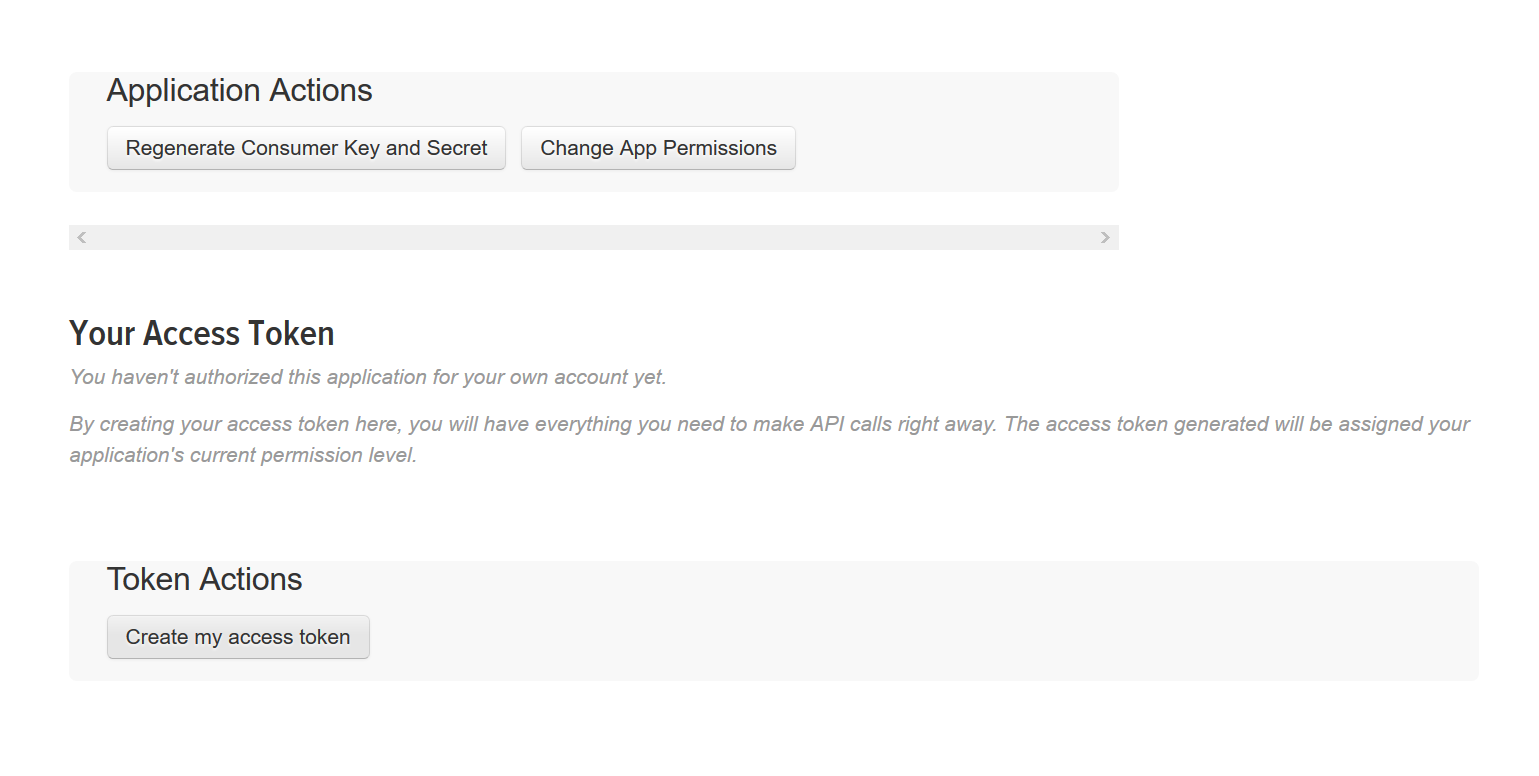 Application Actions
Regenerate Consumer Key and Secret
Change App Permissions
Your Access Token
You haven't authorized this application for your own account yet.
By creating your access token here, you will have everything you need to make API calls right away. The access token generated will be assigned your
application's current permission level.
Token Actions
Create my access token